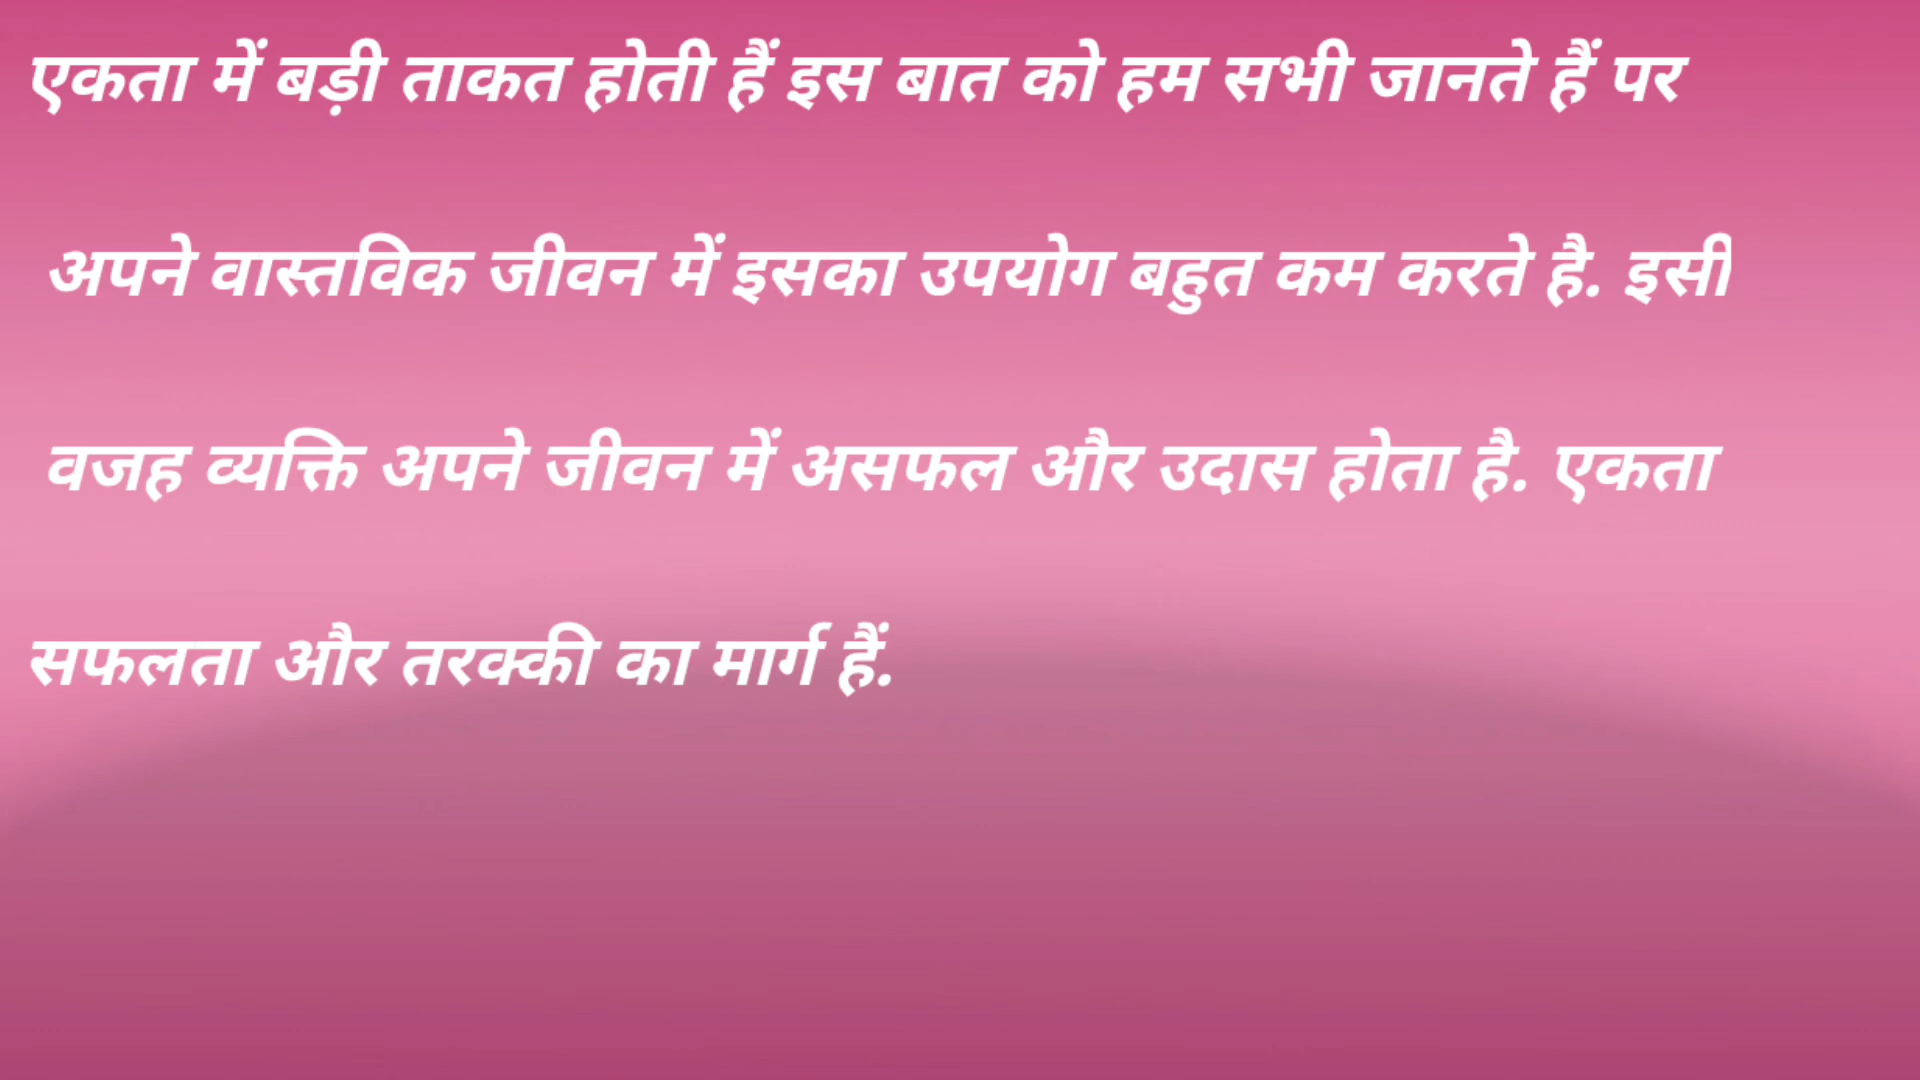 एकता में बड़ी ताकत होती हैं इस बात को हम सभी जानते हैं पर
अपने वास्तविक जीवन में इसका उपयोग बहुत कम करते है. इसी
वजह व्यक्ति अपने जीवन में असफल और उदास होता है. एकता
सफलता और तरक्की का मार्ग हैं.